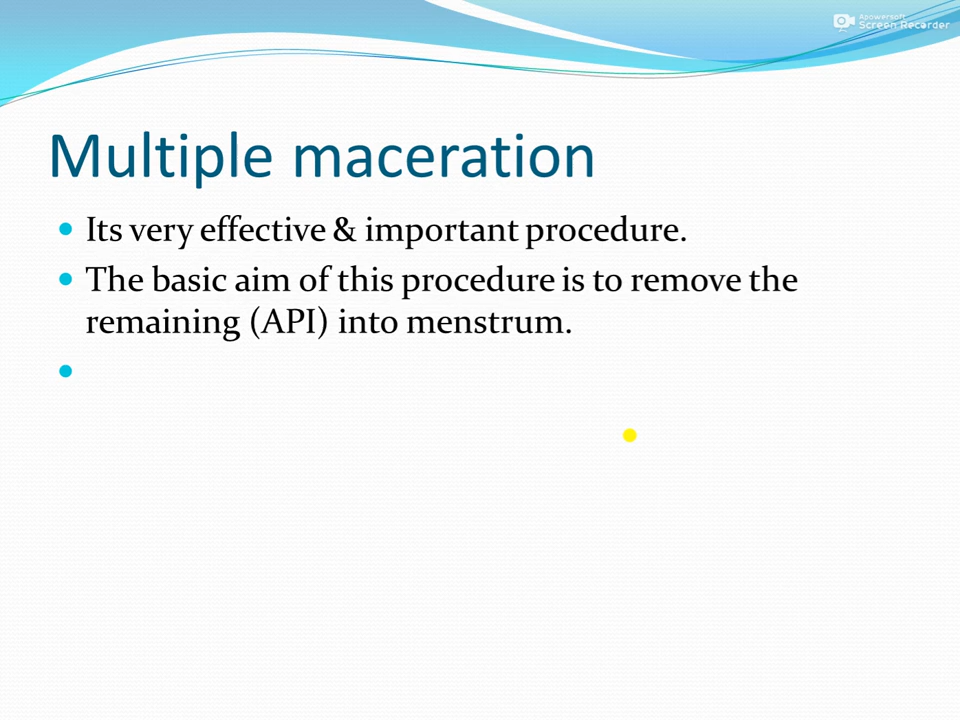 Apowersoft
Screen Recorder
Multiple maceration
Its very effective & important procedure.
The basic aim of this procedure is to remove the
remaining (API) into menstrum.